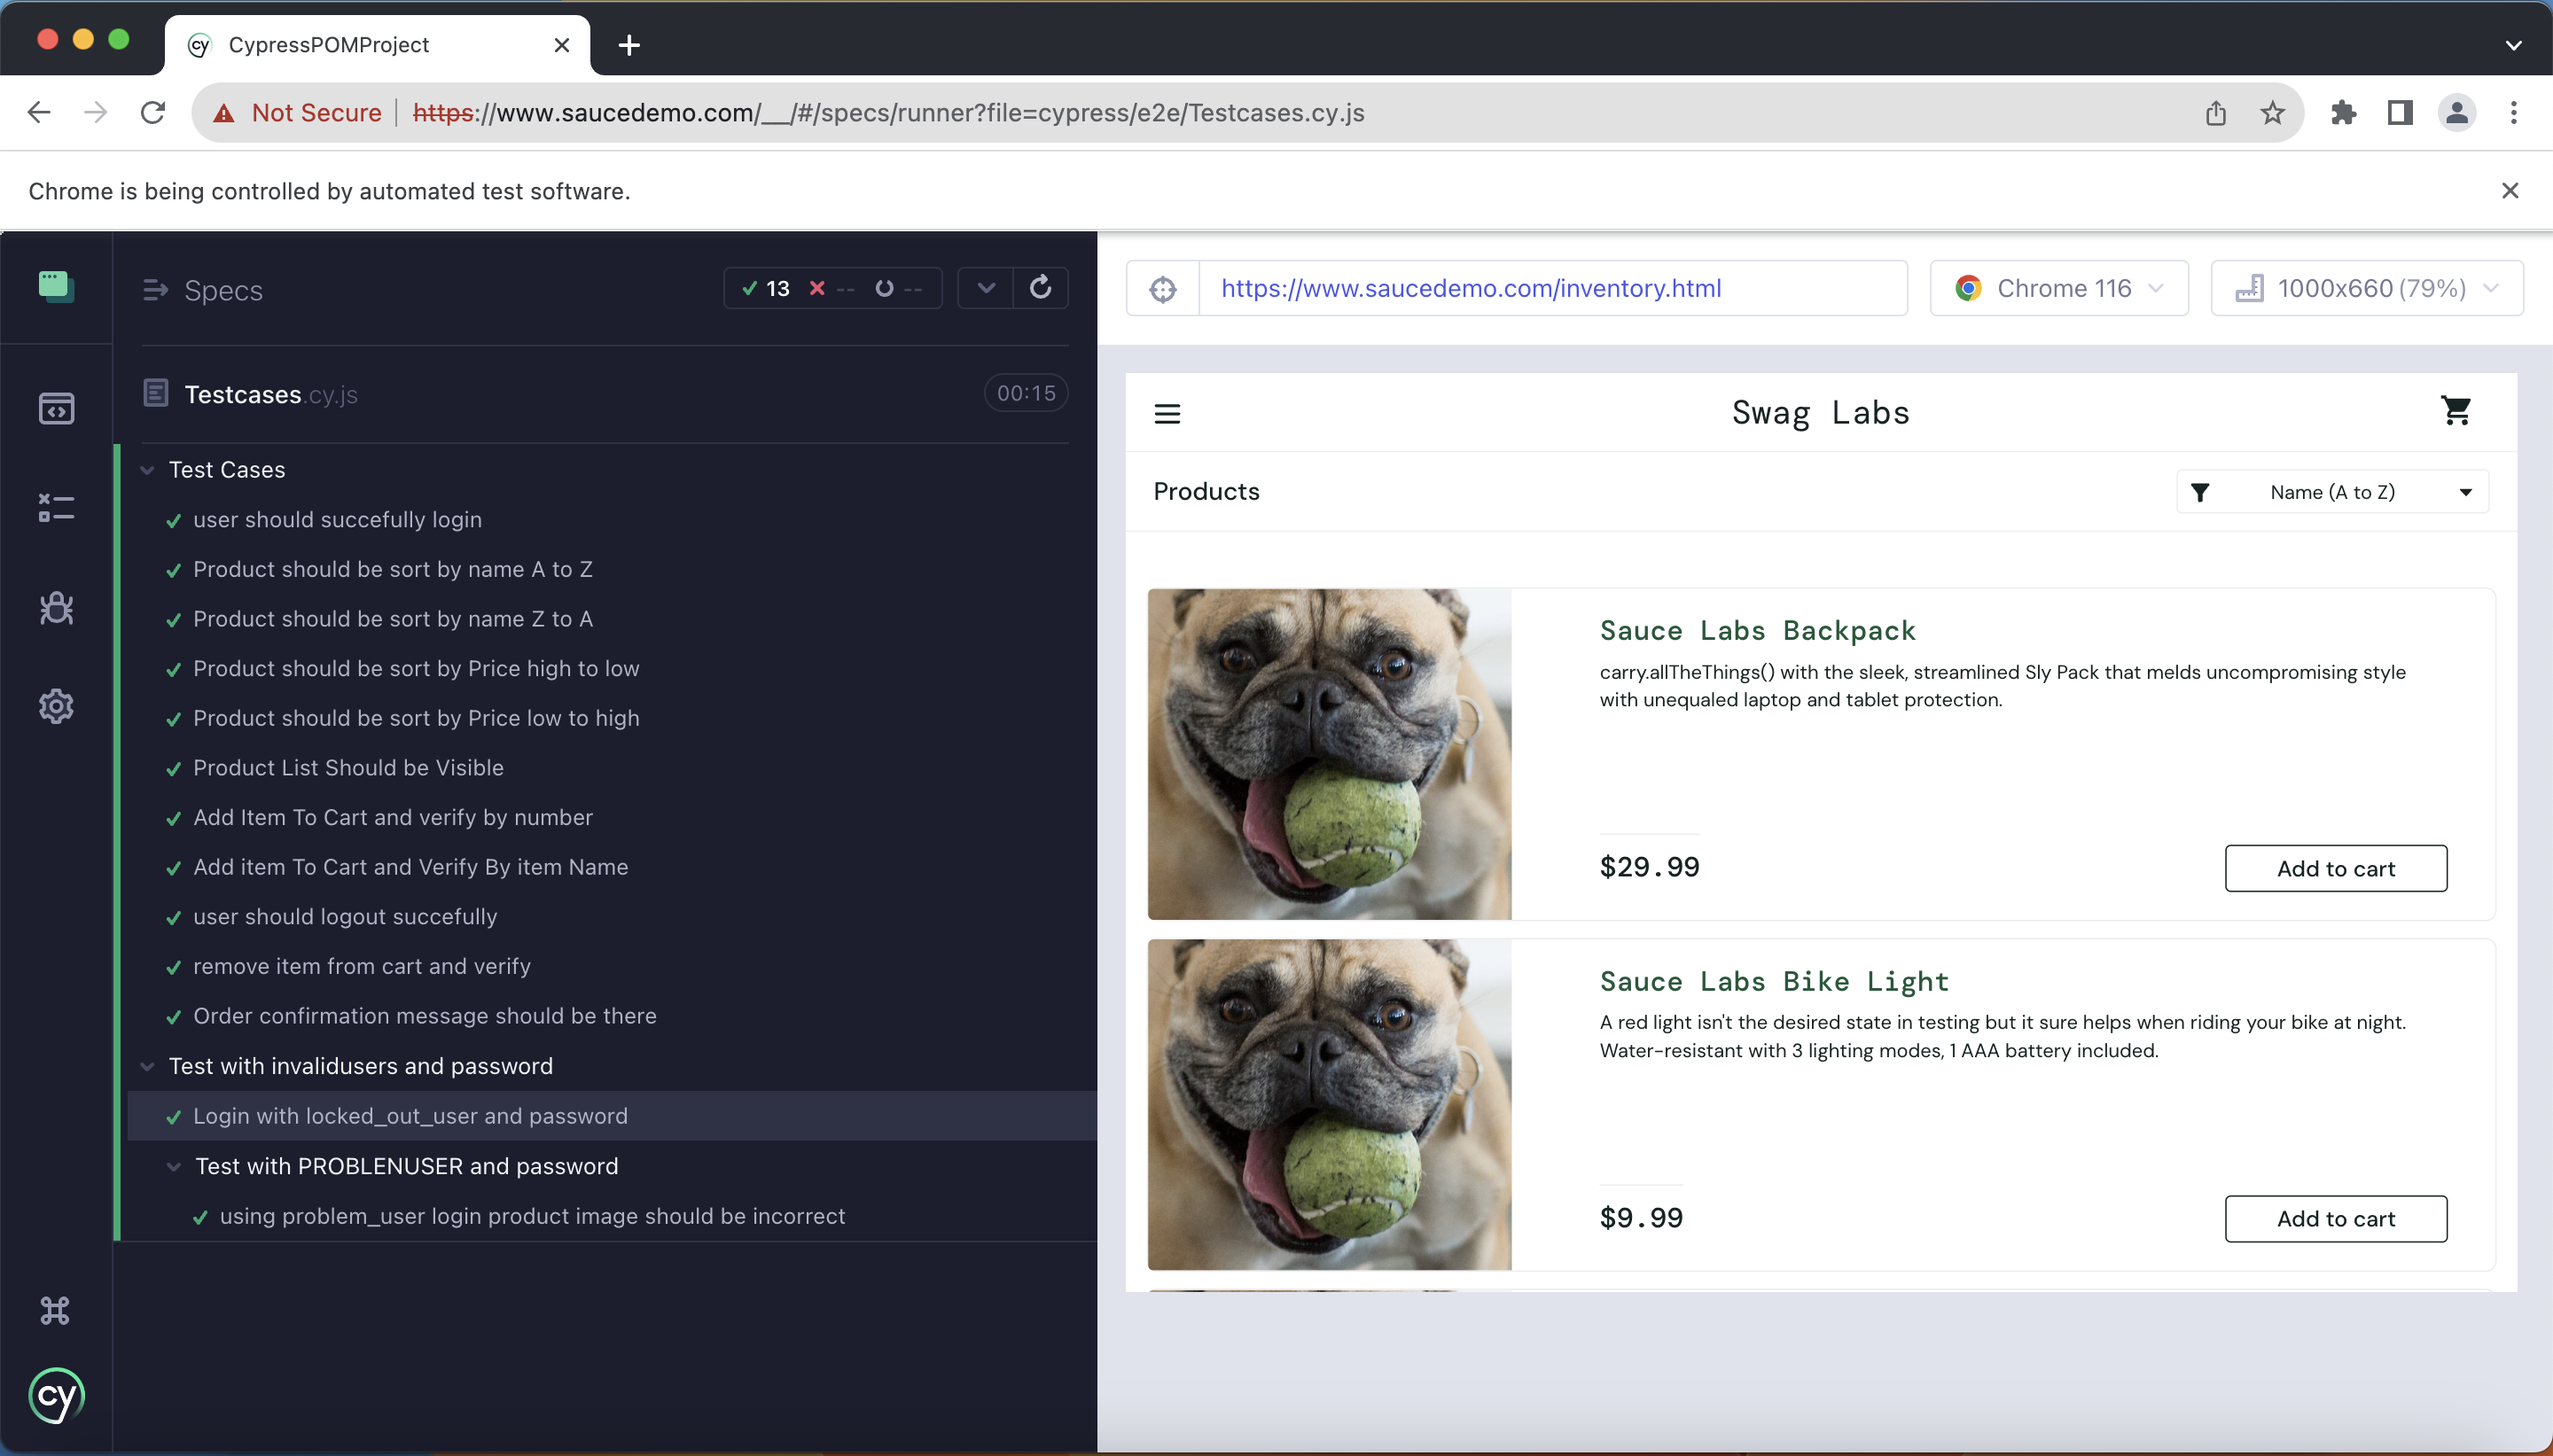 CypressPOMProject
Not Secure https://www.saucedemo.com/__/#/specs/runner?file=cypress/e2e/Testcases.cy.js
Chrome is being controlled by automated test software.
Specs
13 -- --
Testcases.cy.js 00:15
Test Cases
user should succefully login
Product should be sort by name A to Z
Product should be sort by name Z to A
Product should be sort by Price high to low
Product should be sort by Price low to high
Product List Should be Visible
Add Item To Cart and verify by number
Add item To Cart and Verify By item Name
user should logout succefully
remove item from cart and verify
Order confirmation message should be there
Test with invalidusers and password
Login with locked_out_user and password
Test with PROBLENUSER and password
using problem_user login product image should be incorrect
cy
https://www.saucedemo.com/inventory.html
Chrome 116
1000x660 (79%)
Swag Labs
Products
Name (A to Z)
Sauce Labs Backpack
carry.allTheThings() with the sleek, streamlined Sly Pack that melds uncompromising style
with unequaled laptop and tablet protection.
$29.99
Add to cart
Sauce Labs Bike Light
A red light isn't the desired state in testing but it sure helps when riding your bike at night.
Water-resistant with 3 lighting modes, 1 AAA battery included.
$9.99
Add to cart